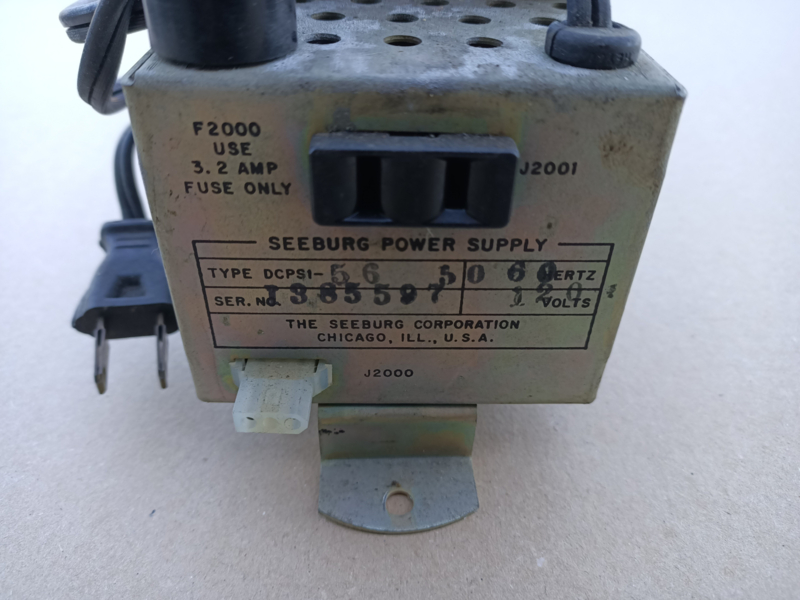 F2000
USE
3.2 AMP
FUSE ONLY
J2001
SEEBURG POWER SUPPLY
TYPE DCPS1-56 50 60 HERTZ
SER. NO. 1385597 120 VOLTS
THE SEEBURG CORPORATION
CHICAGO, ILL., U.S.A.
J2000